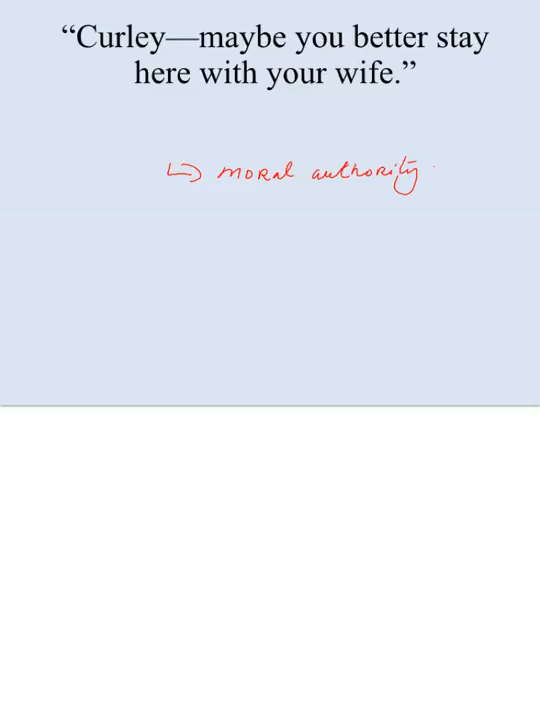 “Curley—maybe you better stay
here with your wife.”
↳ moral authority